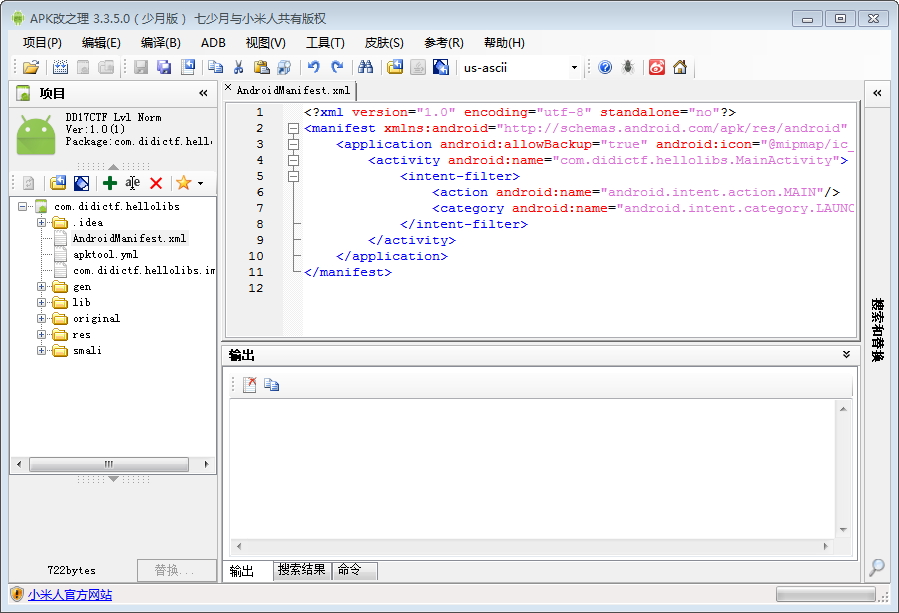 APK改之理 3.3.5.0（少月版） 七少月与小米人共有版权
项目(P) 编辑(E) 编译(B) ADB 视图(V) 工具(T) 皮肤(S) 参考(R) 帮助(H)
us-ascii
项目
DD17CTF Lvl Norm
Ver:1.0(1)
Package:com.didictf.hell
com.didictf.hellolibs
.idea
AndroidManifest.xml
apktool.yml
com.didictf.hellolibs.im
gen
lib
original
res
smali
722bytes
替换...
AndroidManifest.xml
1 <?xml version="1.0" encoding="utf-8" standalone="no"?>
2 <manifest xmlns:android="http://schemas.android.com/apk/res/android"
3 <application android:allowBackup="true" android:icon="@mipmap/ic_
4 <activity android:name="com.didictf.hellolibs.MainActivity">
5 <intent-filter>
6 <action android:name="android.intent.action.MAIN"/>
7 <category android:name="android.intent.category.LAUNC
8 </intent-filter>
9 </activity>
10 </application>
11 </manifest>
12
输出
输出 搜索结果 命令
搜索和替换
小米人官方网站